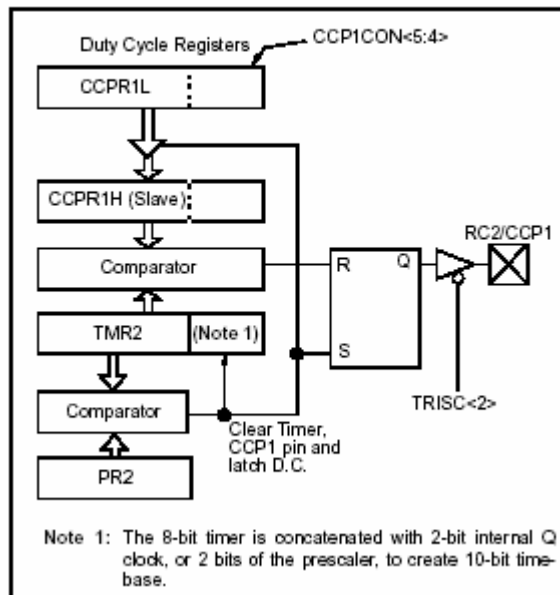 Duty Cycle Registers
CCP1CON<5:4>
CCPR1L
CCPR1H (Slave)
RC2/CCP1
Comparator
R
Q
TMR2
(Note 1)
S
TRISC<2>
Comparator
Clear Timer,
CCP1 pin and
latch D.C.
PR2
Note 1: The 8-bit timer is concatenated with 2-bit internal Q
clock, or 2 bits of the prescaler, to create 10-bit time-
base.